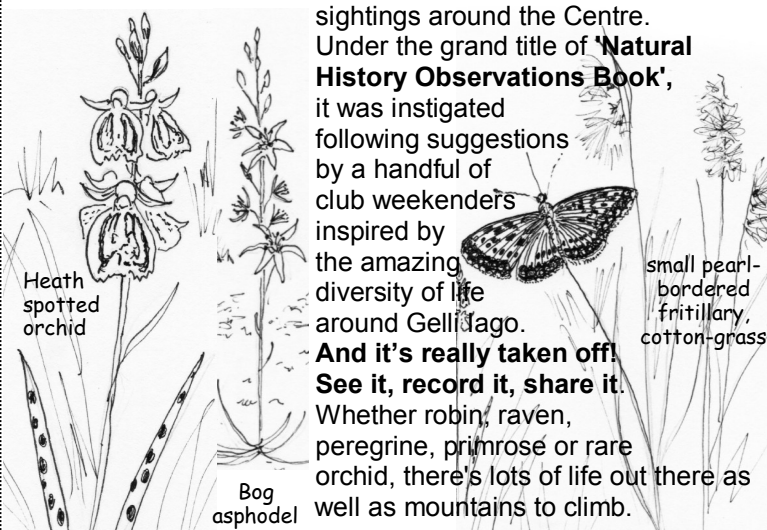 sightings around the Centre.
Under the grand title of 'Natural
History Observations Book',
it was instigated
following suggestions
by a handful of
club weekenders
inspired by
the amazing
diversity of life
around Gelli Iago.
And it's really taken off!
See it, record it, share it.
Whether robin, raven,
peregrine, primrose or rare
orchid, there's lots of life out there as
well as mountains to climb.
Heath
spotted
orchid
Bog
asphodel
small pearl-
bordered
fritillary,
cotton-grass